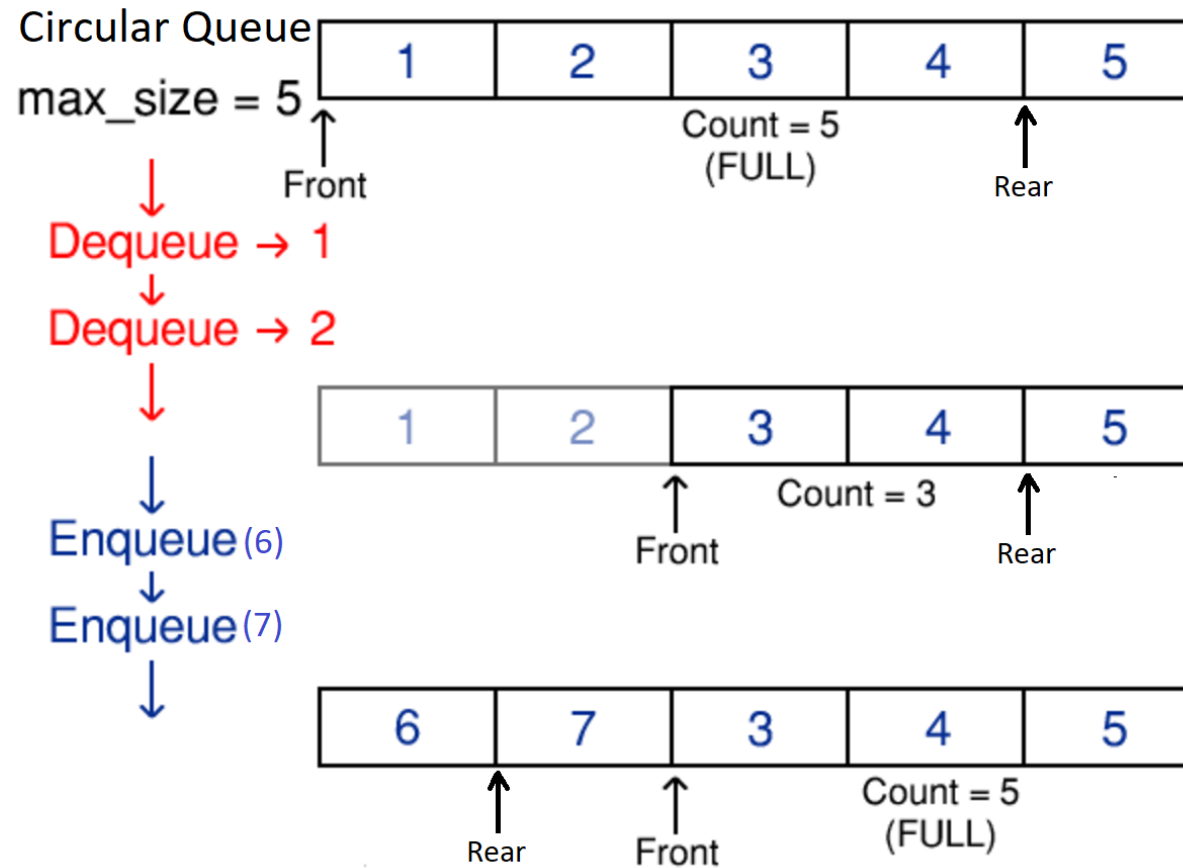 Circular Queue
max_size = 5
1 2 3 4 5
Front
Count = 5
(FULL)
Rear
Dequeue → 1
Dequeue → 2
1 2 3 4 5
Front
Count = 3
Rear
Enqueue (6)
Enqueue (7)
6 7 3 4 5
Rear
Front
Count = 5
(FULL)